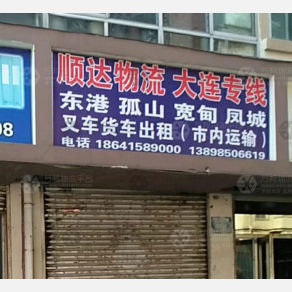 顺达物流 大连专线
东港 孤山 宽甸 凤城
叉车货车出租（市内运输）
电话 18641589000 13898506619
08